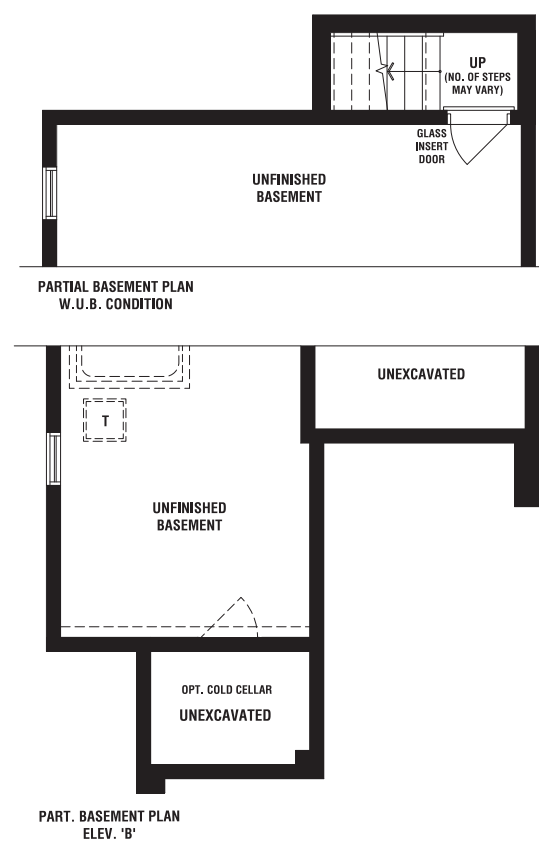 UP
(NO. OF STEPS
MAY VARY)
GLASS
INSERT
DOOR
UNFINISHED
BASEMENT
PARTIAL BASEMENT PLAN
W.U.B. CONDITION
UNEXCAVATED
T
UNFINISHED
BASEMENT
OPT. COLD CELLAR
UNEXCAVATED
PART. BASEMENT PLAN
ELEV. 'B'